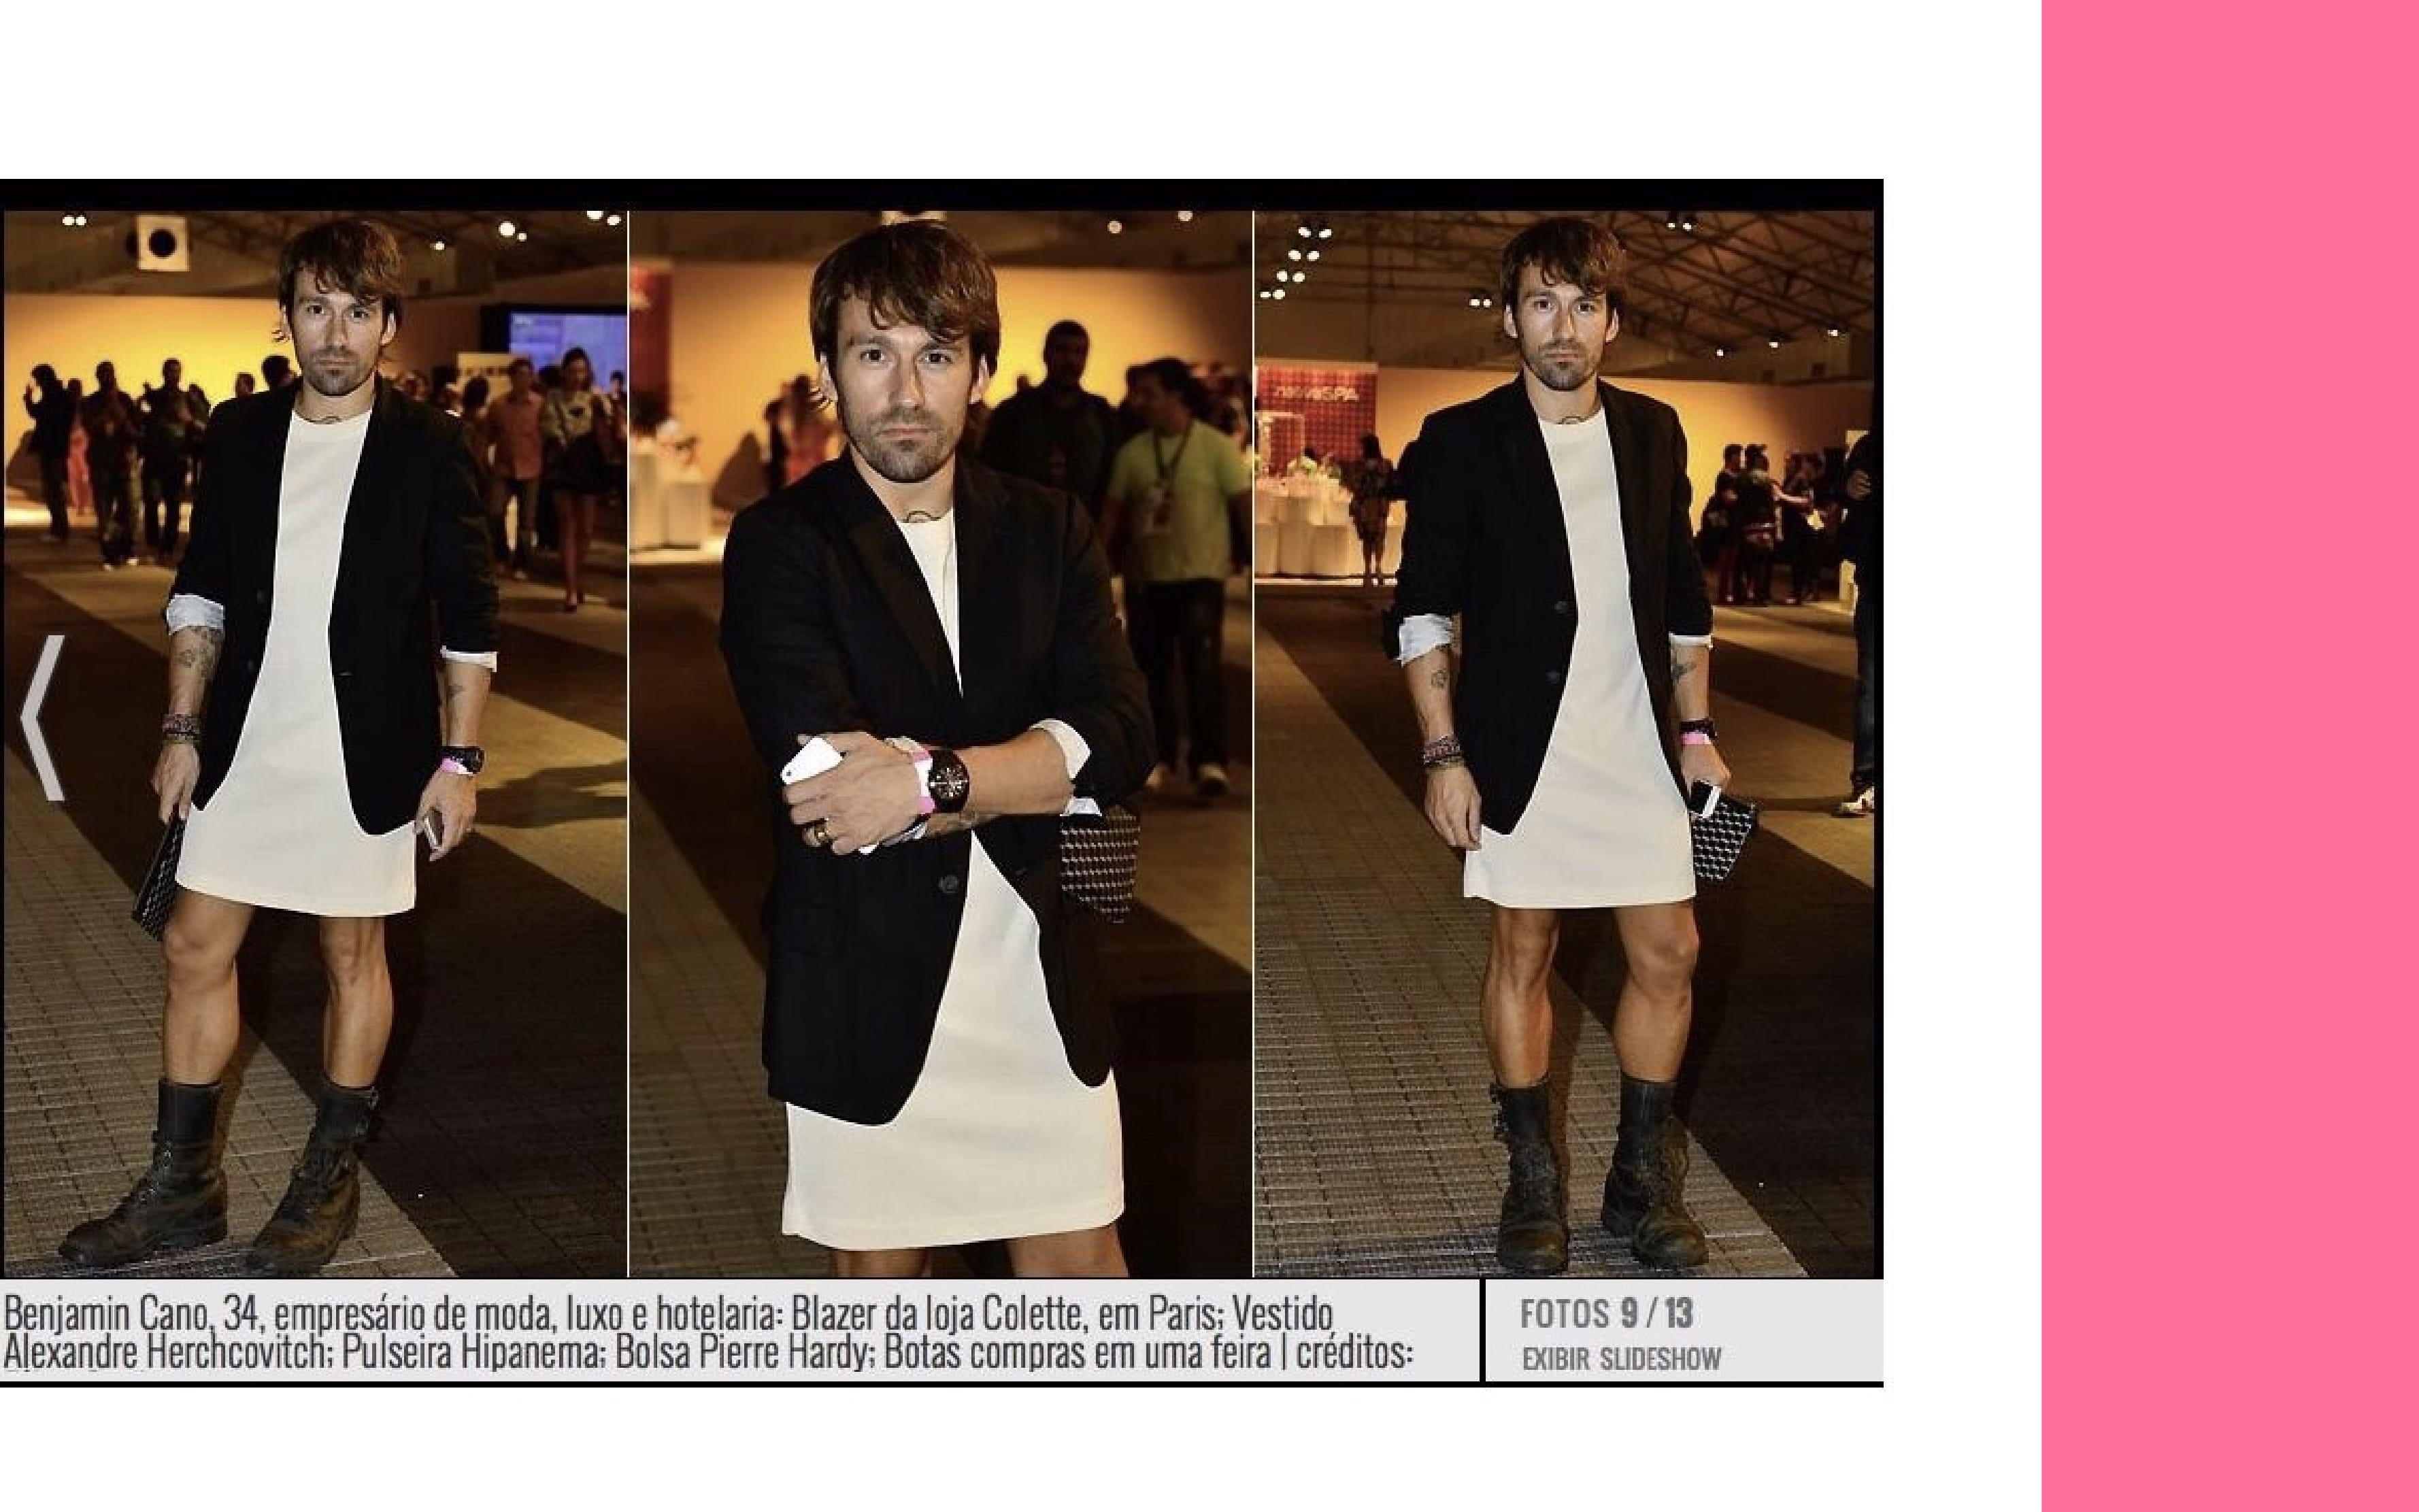 Benjamin Cano, 34, empresário de moda, luxo e hotelaria: Blazer da loja Colette, em Paris; Vestido
Alexandre Herchcovitch; Pulseira Hipanema; Bolsa Pierre Hardy; Botas compras em uma feira | créditos:
FOTOS 9 / 13
EXIBIR SLIDESHOW